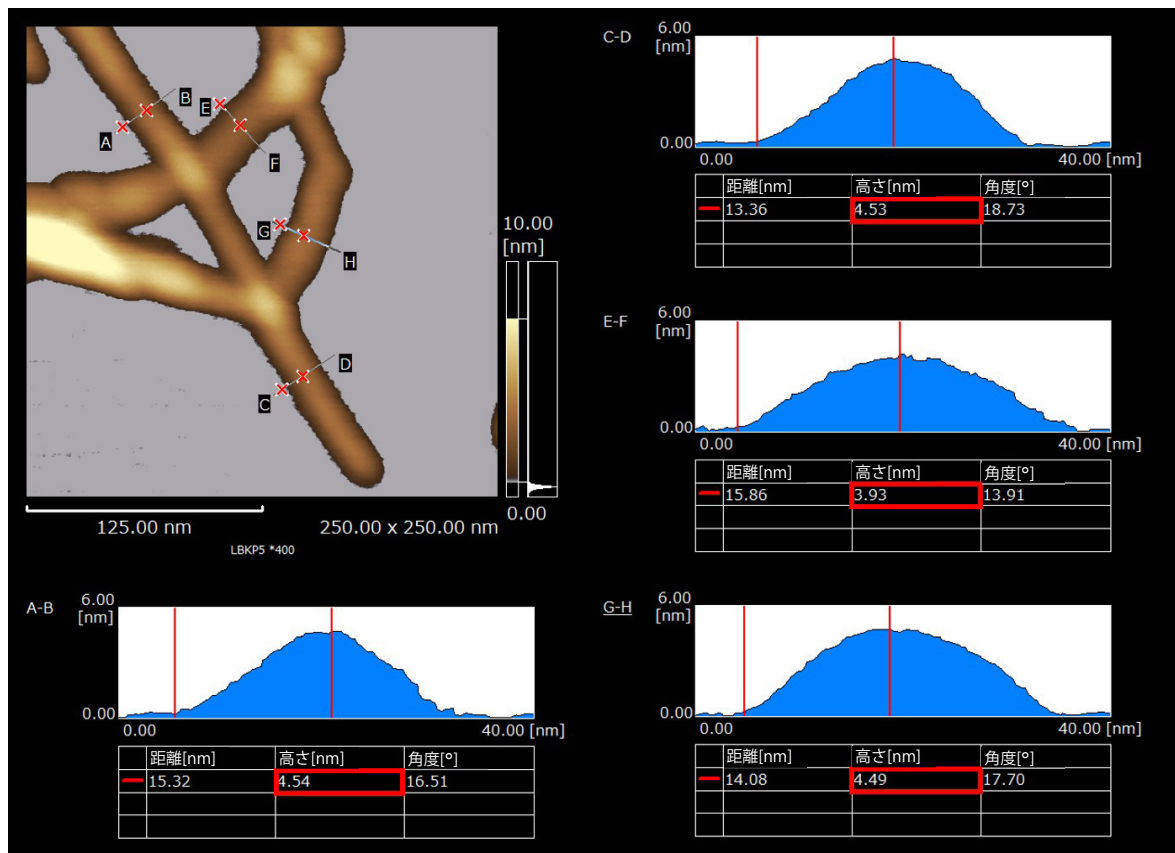 A
B
E
F
G
H
C
D
10.00
[nm]
0.00
125.00 nm
250.00 x 250.00 nm
LBKP5 *400
C-D
6.00
[nm]
0.00
0.00
40.00 [nm]
距離[nm] 高さ[nm] 角度[°]
13.36 4.53 18.73
E-F
6.00
[nm]
0.00
0.00
40.00 [nm]
距離[nm] 高さ[nm] 角度[°]
15.86 3.93 13.91
A-B
6.00
[nm]
0.00
0.00
40.00 [nm]
距離[nm] 高さ[nm] 角度[°]
15.32 4.54 16.51
G-H
6.00
[nm]
0.00
0.00
40.00 [nm]
距離[nm] 高さ[nm] 角度[°]
14.08 4.49 17.70